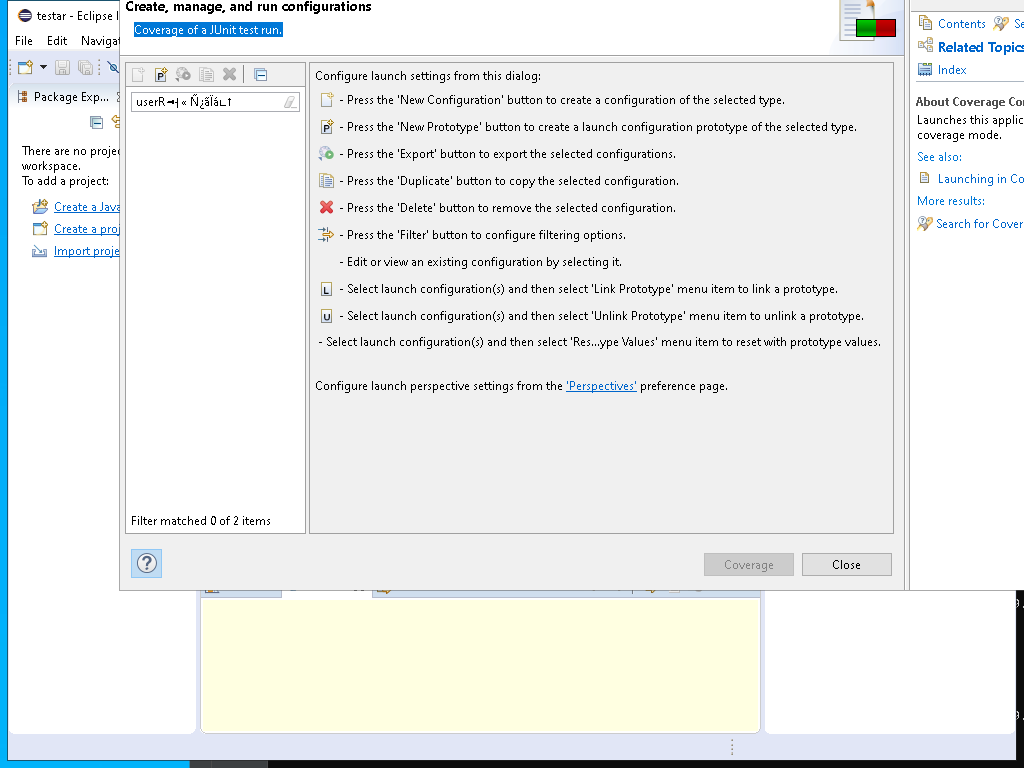 testar - Eclipse I
File Edit Navigat
Package Exp...
There are no projec
workspace.
To add a project:
Create a Java
Create a proj
Import proje
Create, manage, and run configurations
Coverage of a JUnit test run.
Filter matched 0 of 2 items
Configure launch settings from this dialog:
- Press the 'New Configuration' button to create a configuration of the selected type.
- Press the 'New Prototype' button to create a launch configuration prototype of the selected type.
- Press the 'Export' button to export the selected configurations.
- Press the 'Duplicate' button to copy the selected configuration.
- Press the 'Delete' button to remove the selected configuration.
- Press the 'Filter' button to configure filtering options.
- Edit or view an existing configuration by selecting it.
L - Select launch configuration(s) and then select 'Link Prototype' menu item to link a prototype.
U - Select launch configuration(s) and then select 'Unlink Prototype' menu item to unlink a prototype.
- Select launch configuration(s) and then select 'Res...ype Values' menu item to reset with prototype values.
Configure launch perspective settings from the 'Perspectives' preference page.
Coverage
Close
Contents Se
Related Topics
Index
About Coverage Co
Launches this applic
coverage mode.
See also:
Launching in Co
More results:
Search for Cover